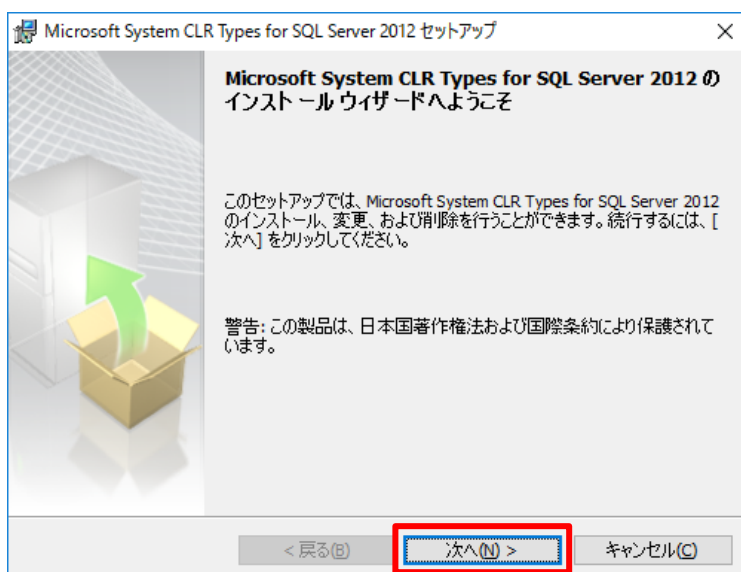 Microsoft System CLR Types for SQL Server 2012 セットアップ
Microsoft System CLR Types for SQL Server 2012 の
インストール ウィザードへようこそ
このセットアップでは、Microsoft System CLR Types for SQL Server 2012
のインストール、変更、および削除を行うことができます。続行するには、[
次へ] をクリックしてください。
警告: この製品は、日本国著作権法および国際条約により保護されて
います。
< 戻る(B)
次へ(N) >
キャンセル(C)